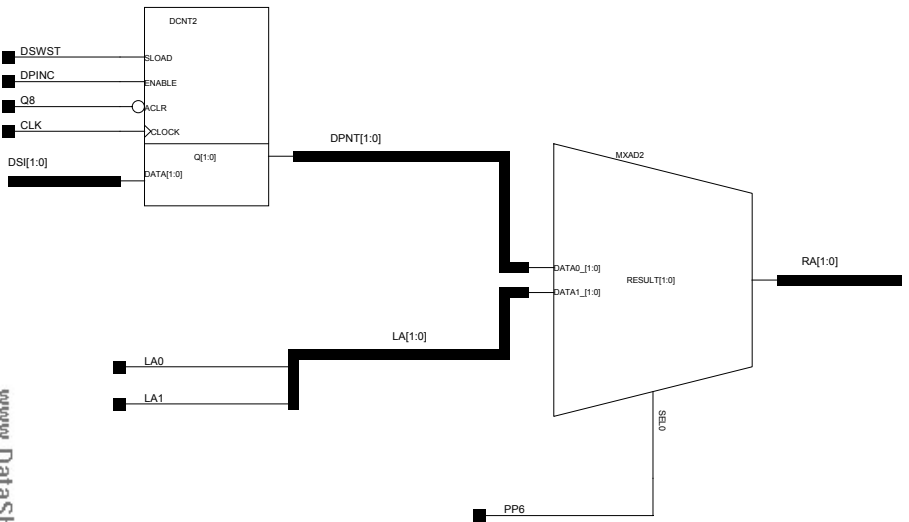 DCNT2
DSWST
SLOAD
DPINC
ENABLE
Q8
ACLR
CLK
CLOCK
DSI[1:0]
Q[1:0]
DATA[1:0]
DPNT[1:0]
MXAD2
DATA0_[1:0]
DATA1_[1:0]
RESULT[1:0]
RA[1:0]
LA[1:0]
LA0
LA1
SEL0
PP6